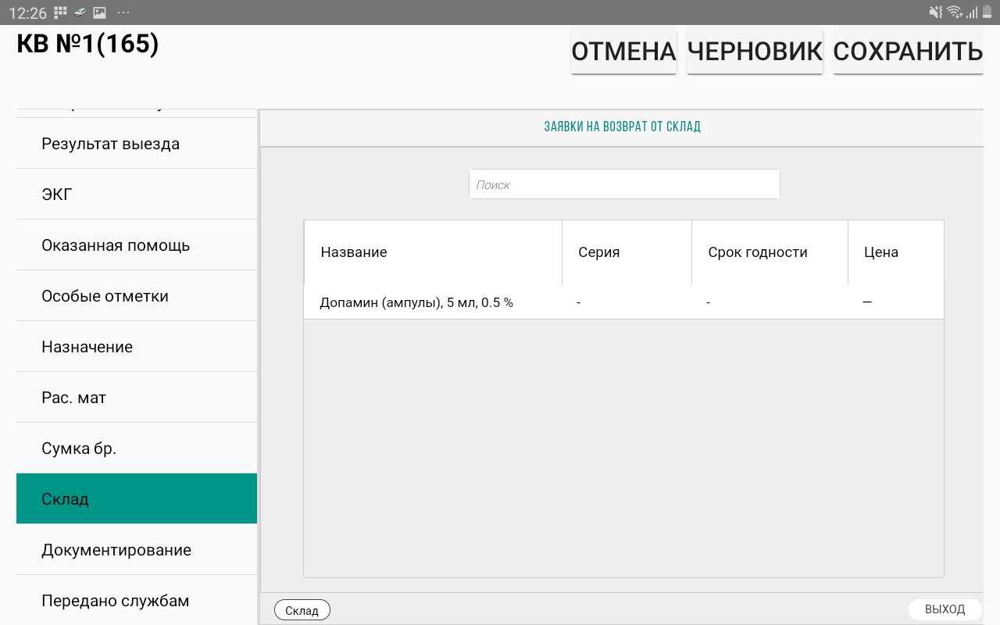 12:26
КВ №1(165)
ОТМЕНА ЧЕРНОВИК СОХРАНИТЬ
Результат выезда
ЭКГ
Оказанная помощь
Особые отметки
Назначение
Рас. мат
Сумка бр.
Склад
Документирование
Передано службам
ЗАЯВКИ НА ВОЗВРАТ ОТ СКЛАД
Поиск
Название Серия Срок годности Цена
Допамин (ампулы), 5 мл, 0.5 % - - —
Склад ВЫХОД